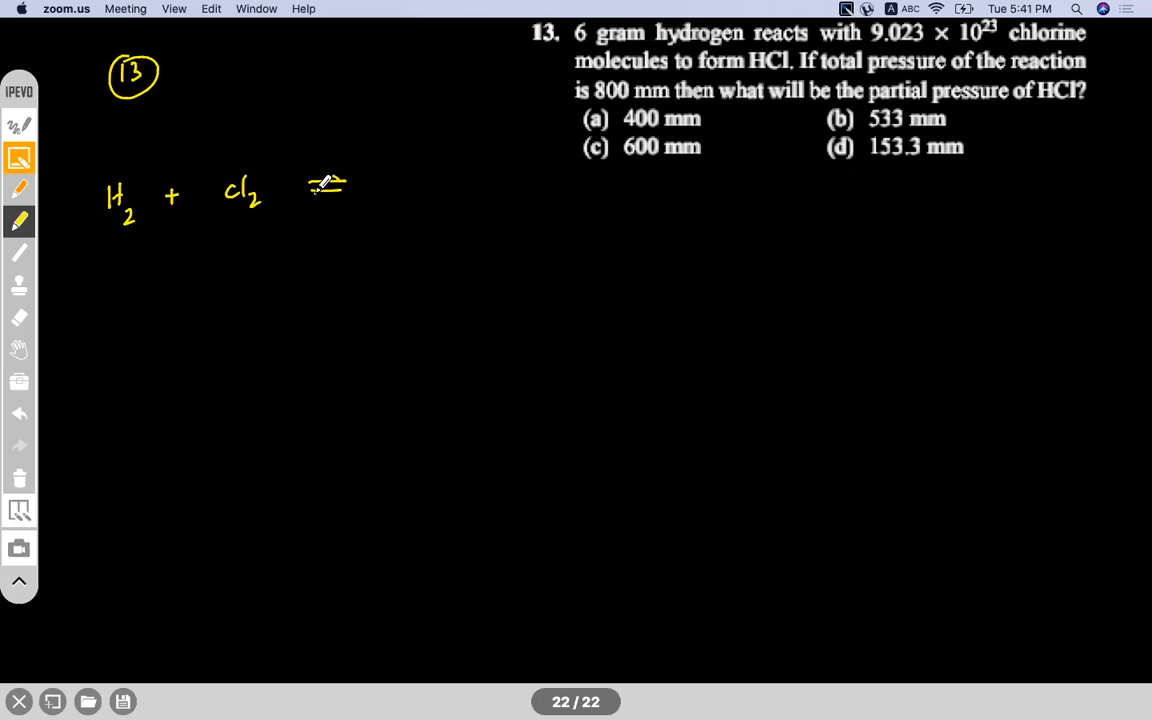 zoom.us Meeting View Olders Edit Window Help A ABC Tue 5:41 PM
13. 6 gram hydrogen reacts with 9.023 × 10²³ chlorine
molecules to form HCl. If total pressure of the reaction
is 800 mm then what will be the partial pressure of HCl?
(a) 400 mm (b) 533 mm
(c) 600 mm (d) 153.3 mm
13
IPEVO
H₂ + Cl₂ ⇌
22 / 22